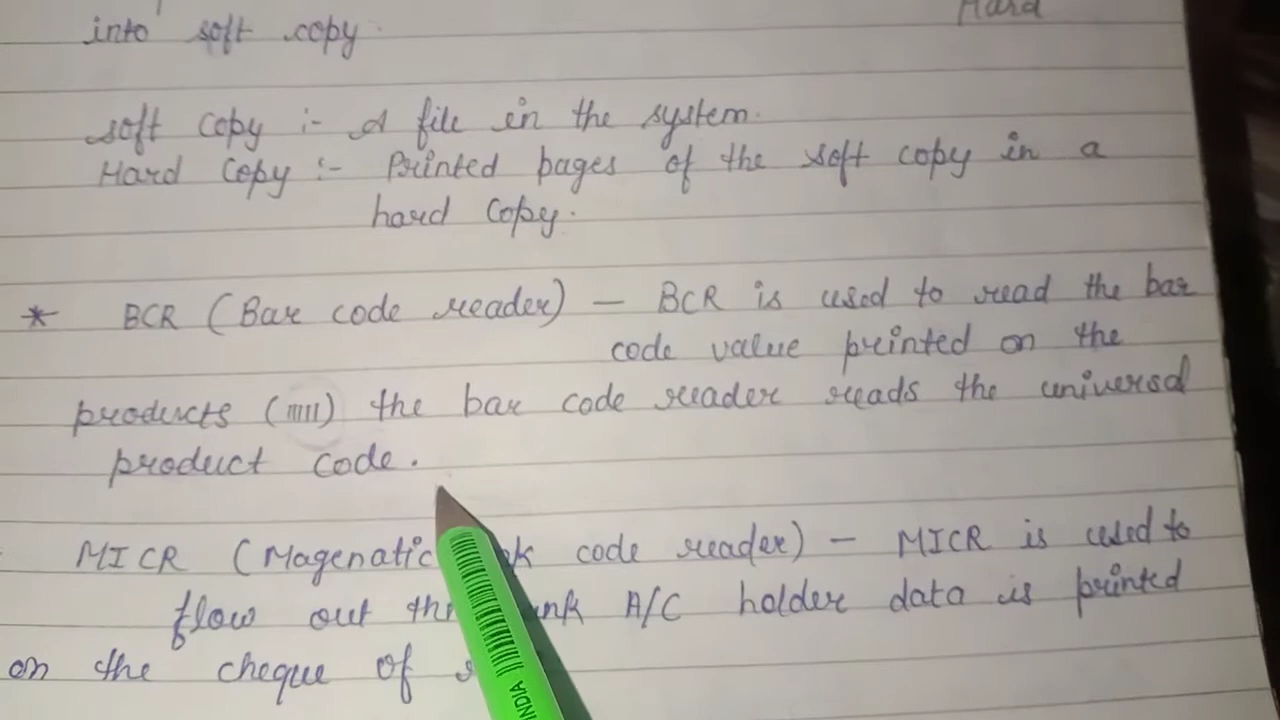 into soft copy.
Hard
soft copy :- A file in the system.
Hard Copy :- Printed pages of the soft copy in a
hard copy.
* BCR (Bar code reader) — BCR is used to read the bar
code value printed on the
products (||||||) the bar code reader reads the universal
product code.
MICR (Magenatic code reader) — MICR is used to
flow out A/C holder data is printed
on the cheque of
INDIA